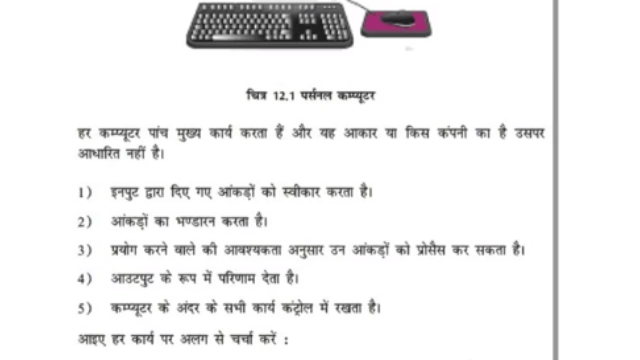 चित्र 12.1 पर्सनल कम्प्यूटर
हर कम्प्यूटर पांच मुख्य कार्य करता हैं और यह आकार या किस कंपनी का है उसपर
आधारित नहीं है।
1) इनपुट द्वारा दिए गए आंकड़ों को स्वीकार करता है।
2) आंकड़ों का भण्डारन करता है।
3) प्रयोग करने वाले की आवश्यकता अनुसार उन आंकड़ों को प्रोसैस कर सकता है।
4) आउटपुट के रूप में परिणाम देता है।
5) कम्प्यूटर के अंदर के सभी कार्य कंट्रोल में रखता है।
आइए हर कार्य पर अलग से चर्चा करें :